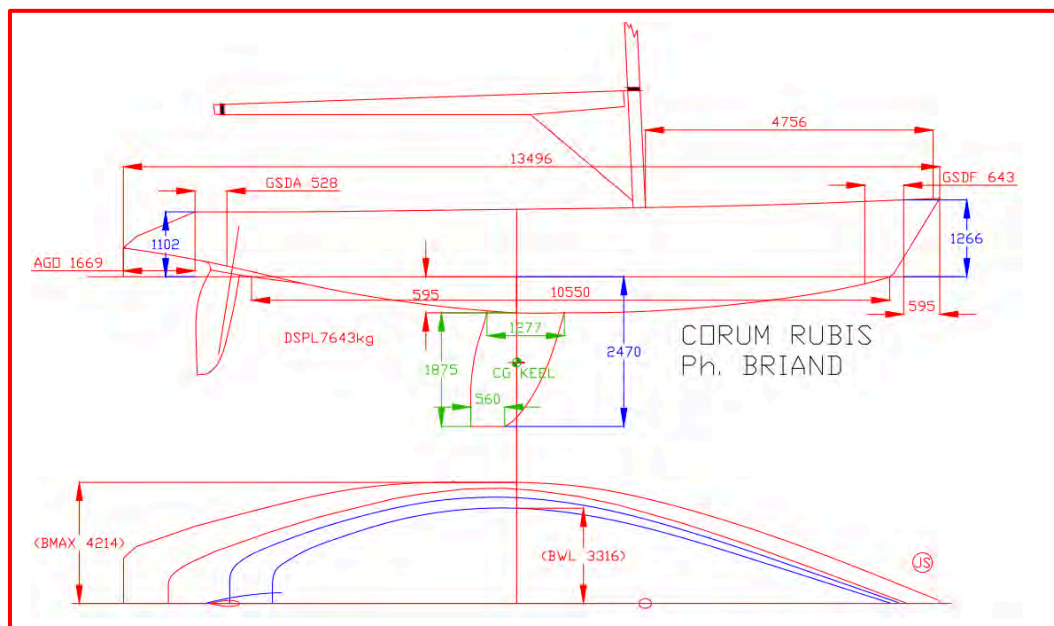 4756
13496
GSDA 528
GSDF 643
1102
1266
AGO 1669
595
10550
595
DSPL7643kg
1277
CORUM RUBIS
Ph. BRIAND
2470
1875
CG KEEL
560
(BMAX 4214)
(BWL 3316)
JS